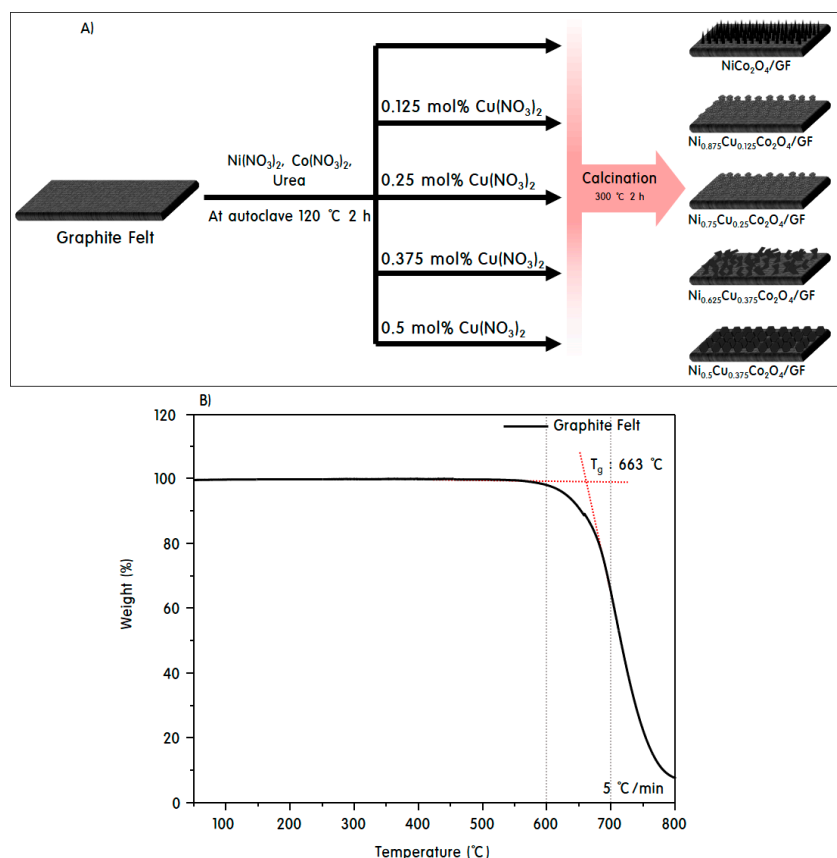 A)
NiCo₂O₄/GF
0.125 mol% Cu(NO₃)₂
Ni₀.₈₇₅Cu₀.₁₂₅Co₂O₄/GF
Ni(NO₃)₂, Co(NO₃)₂,
Urea
At autoclave 120 ℃ 2 h
Graphite Felt
0.25 mol% Cu(NO₃)₂
Calcination
300 ℃ 2 h
Ni₀.₇₅Cu₀.₂₅Co₂O₄/GF
0.375 mol% Cu(NO₃)₂
Ni₀.₆₂₅Cu₀.₃₇₅Co₂O₄/GF
0.5 mol% Cu(NO₃)₂
Ni₀.₅Cu₀.₃₇₅Co₂O₄/GF
B)
Graphite Felt
T₉ : 663 ℃
5 ℃/min
Weight (%)
120
100
80
60
40
20
0
100
200
300
400
500
600
700
800
Temperature (℃)